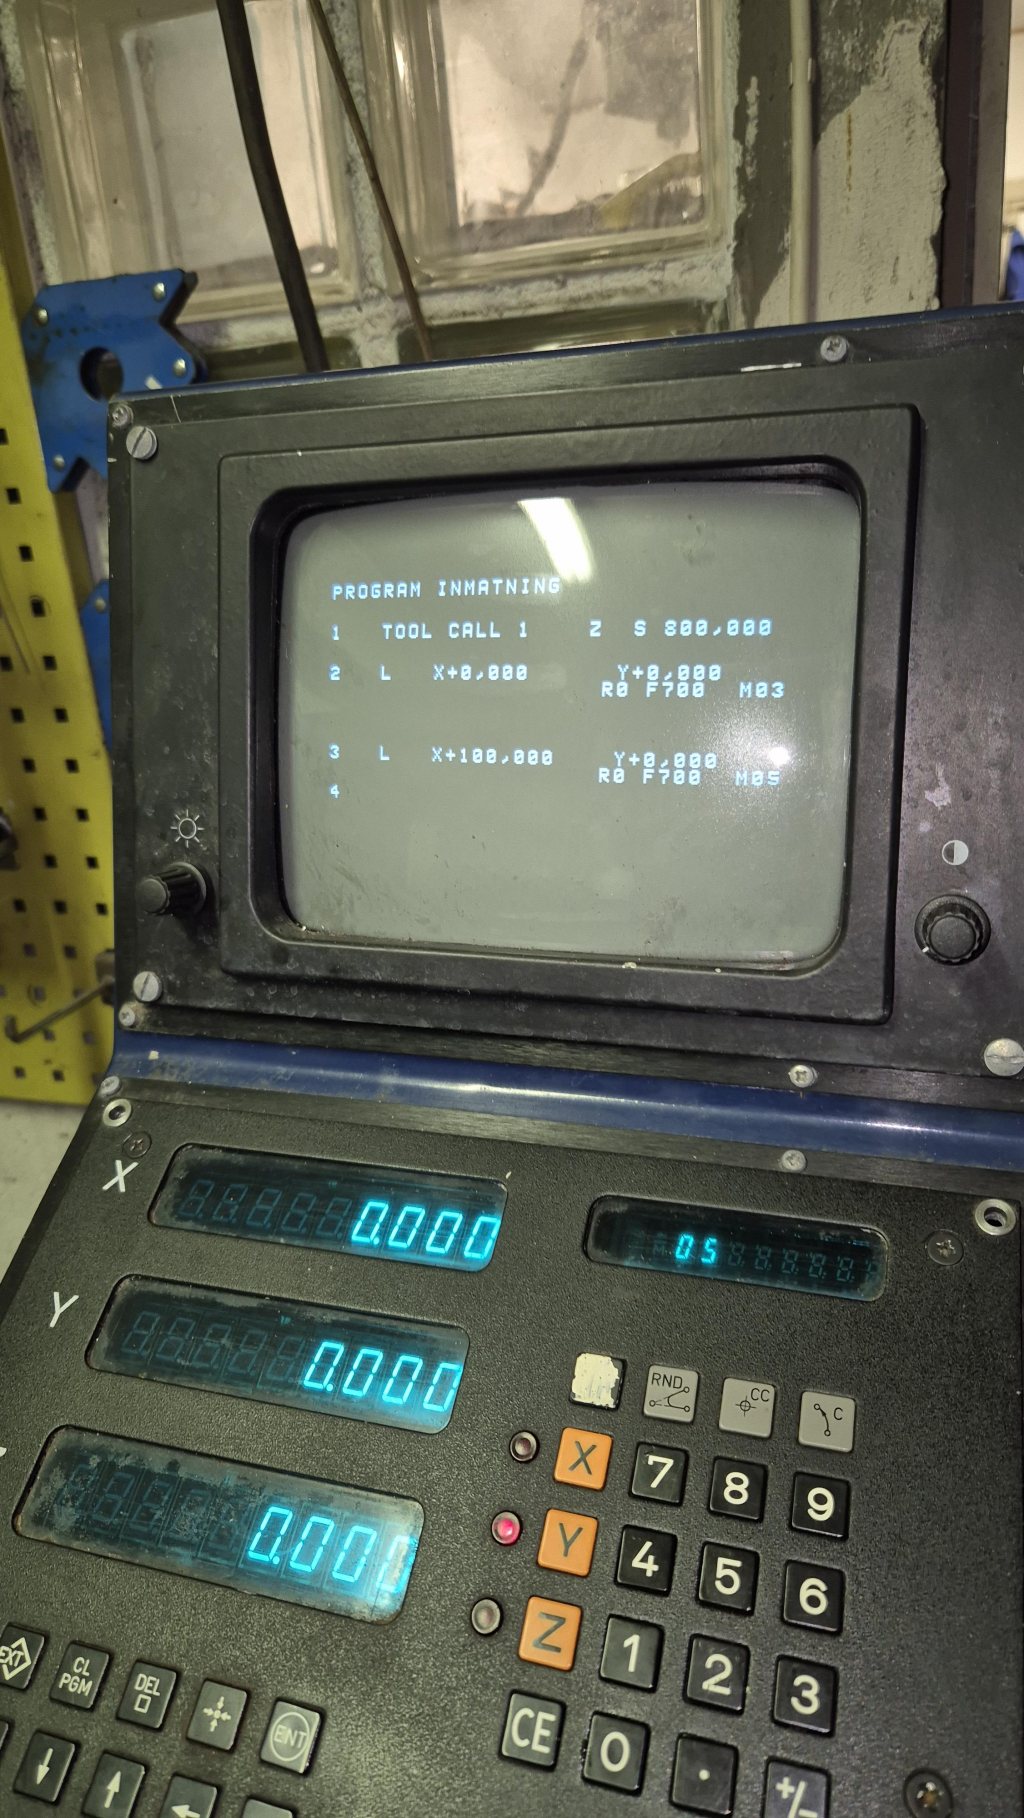 PROGRAM INMATNING
1 TOOL CALL 1 Z S 800,000
2 L X+0,000 Y+0,000
R0 F700 M03
3 L X+100,000 Y+0,000
R0 F700 M05
4
X 0.000
M 05
Y 0.000
0.000
RND CC C
X 7 8 9
Y 4 5 6
Z 1 2 3
EXT CL PGM DEL ENT CE 0 . +/-